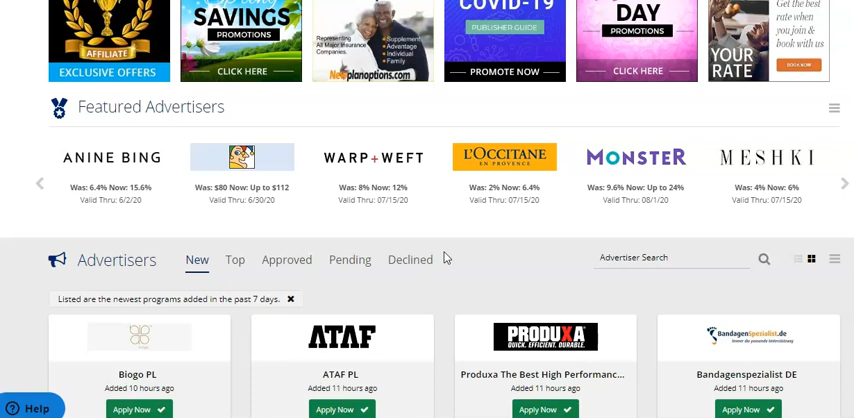 AFFILIATE
EXCLUSIVE OFFERS
SAVINGS
PROMOTIONS
CLICK HERE
Representing
All Major Insurance
Companies.
• Supplement
• Advantage
• Individual
• Family
Newplanoptions.com
COVID-19
PUBLISHER GUIDE
PROMOTE NOW
DAY
PROMOTIONS
CLICK HERE
Get the best
rate when
you join &
book with us
YOUR
RATE
BOOK NOW
Featured Advertisers
ANINE BING
WARP+WEFT
L'OCCITANE
EN PROVENCE
MONSTER
MESHKI
Was: 6.4% Now: 15.6%
Valid Thru: 6/2/20
Was: $80 Now: Up to $112
Valid Thru: 6/30/20
Was: 8% Now: 12%
Valid Thru: 07/15/20
Was: 2% Now: 6.4%
Valid Thru: 07/15/20
Was: 9.6% Now: Up to 24%
Valid Thru: 08/1/20
Was: 4% Now: 6%
Valid Thru: 07/15/20
Advertisers
New
Top
Approved
Pending
Declined
Advertiser Search
Listed are the newest programs added in the past 7 days.
Biogo PL
Added 10 hours ago
Apply Now
ATAF
ATAF PL
Added 11 hours ago
Apply Now
PRODUXA
QUICK. EFFICIENT. DURABLE.
Produxa The Best High Performanc...
Added 11 hours ago
Apply Now
BandagenSpezialist.de
Bandagenspezialist DE
Added 11 hours ago
Apply Now
Help